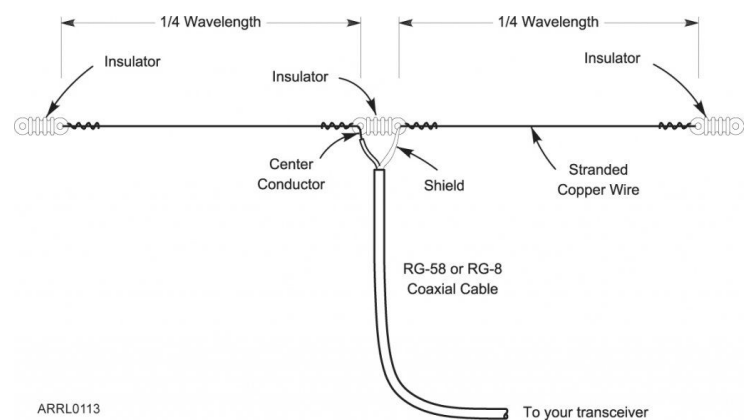 1/4 Wavelength
1/4 Wavelength
Insulator
Insulator
Insulator
Center
Conductor
Shield
Stranded
Copper Wire
RG-58 or RG-8
Coaxial Cable
ARRL0113
To your transceiver